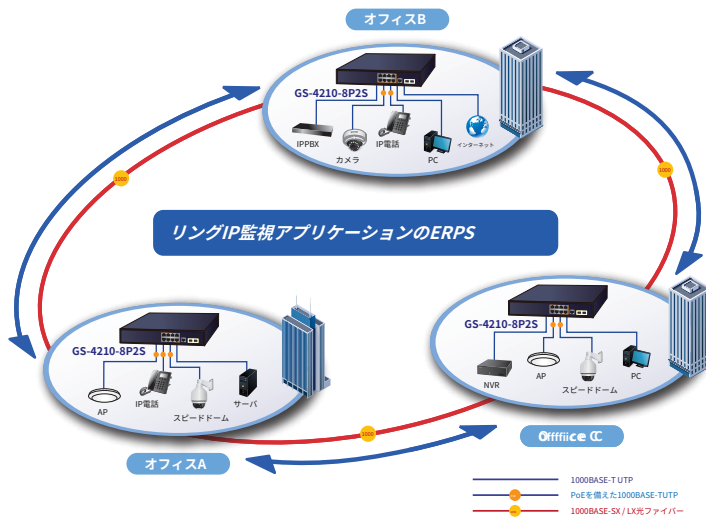 オフィスB
GS-4210-8P2S
IPPBX
カメラ
IP電話
PC
インターネット
1000
1000
リングIP監視アプリケーションのERPS
GS-4210-8P2S
AP
IP電話
スピードドーム
サーバ
GS-4210-8P2S
NVR
AP
スピードドーム
PC
1000
オフィスA
1000BASE-T UTP
PoEを備えた1000BASE-TUTP
1000BASE-SX / LX光ファイバー